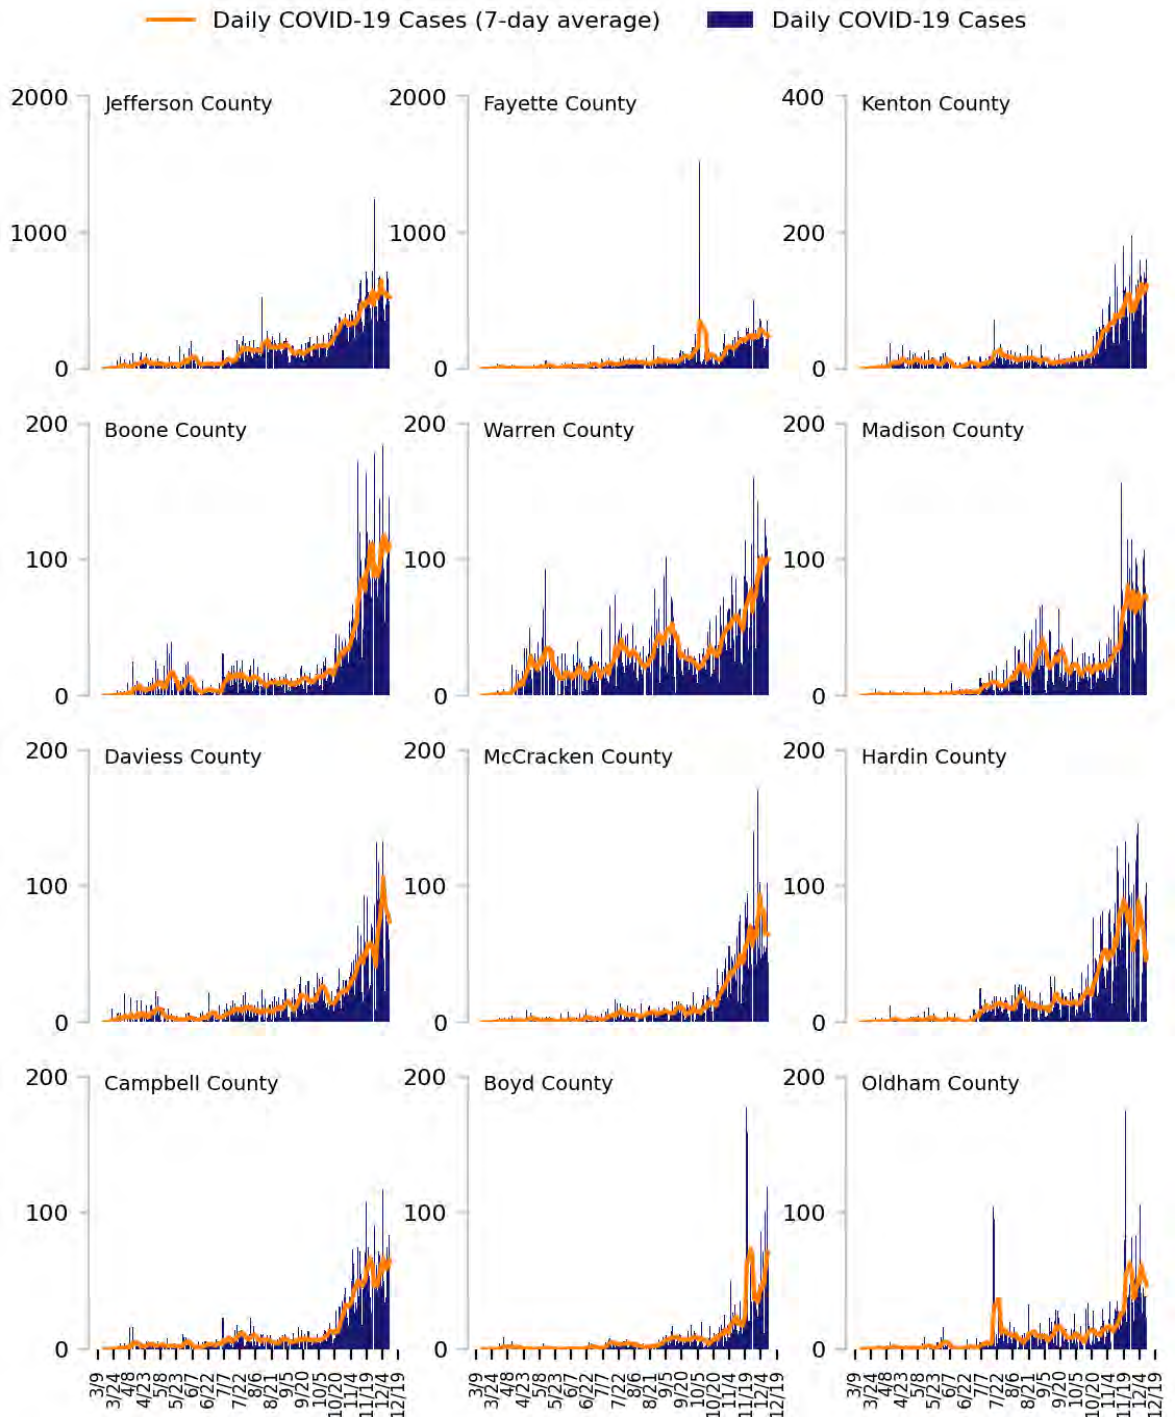 Daily COVID-19 Cases (7-day average) Daily COVID-19 Cases
2000 Jefferson County 2000 Fayette County 400 Kenton County
1000 1000 200
0 0 0
200 Boone County 200 Warren County 200 Madison County
100 100 100
0 0 0
200 Daviess County 200 McCracken County 200 Hardin County
100 100 100
0 0 0
200 Campbell County 200 Boyd County 200 Oldham County
100 100 100
0 0 0
3/9 3/24 4/8 4/23 5/8 5/23 6/7 6/22 7/7 7/22 8/6 8/21 9/5 9/20 10/5 10/20 11/4 11/19 12/4 12/19 3/9 3/24 4/8 4/23 5/8 5/23 6/7 6/22 7/7 7/22 8/6 8/21 9/5 9/20 10/5 10/20 11/4 11/19 12/4 12/19 3/9 3/24 4/8 4/23 5/8 5/23 6/7 6/22 7/7 7/22 8/6 8/21 9/5 9/20 10/5 10/20 11/4 11/19 12/4 12/19